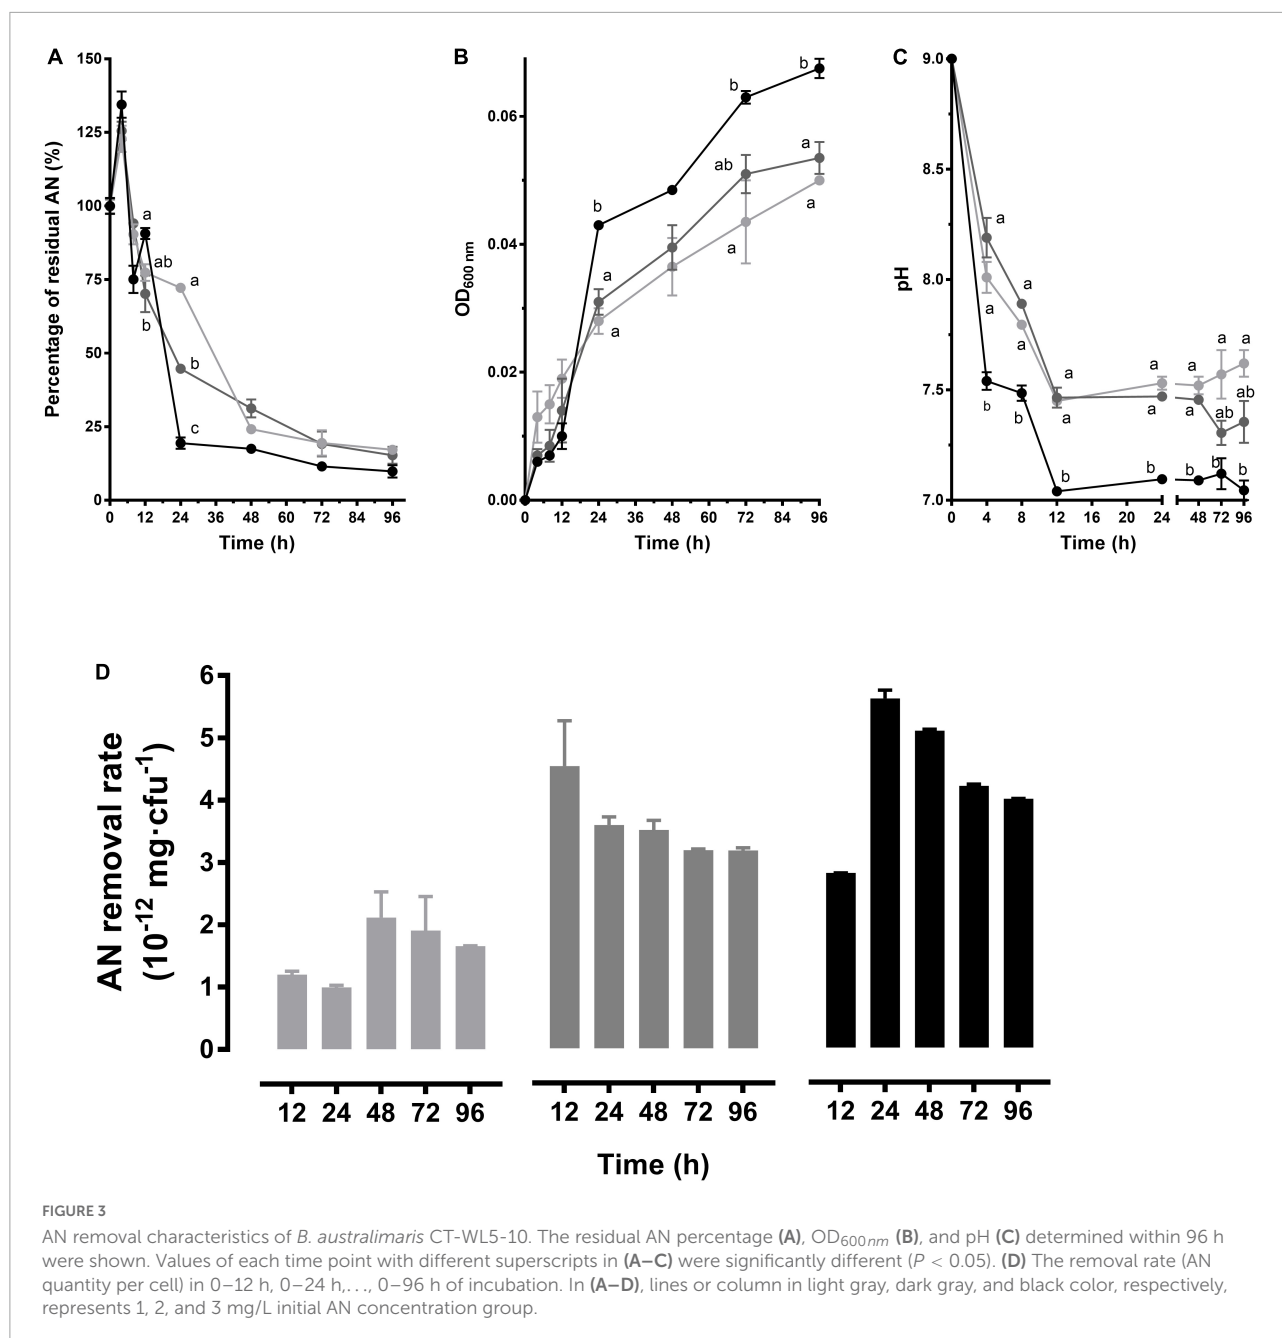 A
150
125
100
75
50
25
0
Percentage of residual AN (%)
a
ab
a
b
b
c
0 12 24 36 48 60 72 84 96
Time (h)
B
0.06
0.04
0.02
0.00
OD600 nm
b
b
b
ab
a
a
a
a
a
0 12 24 36 48 60 72 84 96
Time (h)
C
9.0
8.5
8.0
7.5
7.0
pH
a
a
a
a
b
b
a
a
b
a
a
b
a
a
b
a
ab
b
a
ab
b
0 4 8 12 16 20 24 48 72 96
Time (h)
D
6
5
4
3
2
1
0
AN removal rate
(10-12 mg·cfu-1)
12 24 48 72 96 12 24 48 72 96 12 24 48 72 96
Time (h)
FIGURE 3
AN removal characteristics of B. australimaris CT-WL5-10. The residual AN percentage (A), OD600nm (B), and pH (C) determined within 96 h
were shown. Values of each time point with different superscripts in (A–C) were significantly different (P < 0.05). (D) The removal rate (AN
quantity per cell) in 0–12 h, 0–24 h,..., 0–96 h of incubation. In (A–D), lines or column in light gray, dark gray, and black color, respectively,
represents 1, 2, and 3 mg/L initial AN concentration group.